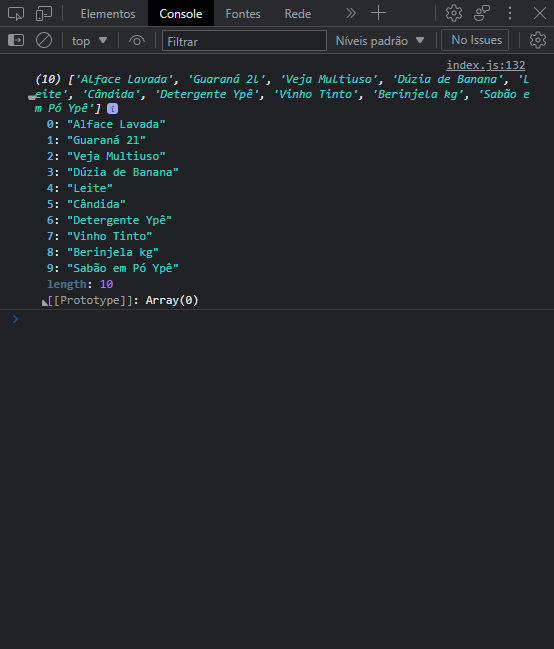 Elementos Console Fontes Rede
top Filtrar Níveis padrão No Issues
index.js:132
(10) ['Alface Lavada', 'Guaraná 2l', 'Veja Multiuso', 'Dúzia de Banana', 'L
eite', 'Cândida', 'Detergente Ypê', 'Vinho Tinto', 'Berinjela kg', 'Sabão e
m Pó Ypê'] i
0: "Alface Lavada"
1: "Guaraná 2l"
2: "Veja Multiuso"
3: "Dúzia de Banana"
4: "Leite"
5: "Cândida"
6: "Detergente Ypê"
7: "Vinho Tinto"
8: "Berinjela kg"
9: "Sabão em Pó Ypê"
length: 10
[[Prototype]]: Array(0)